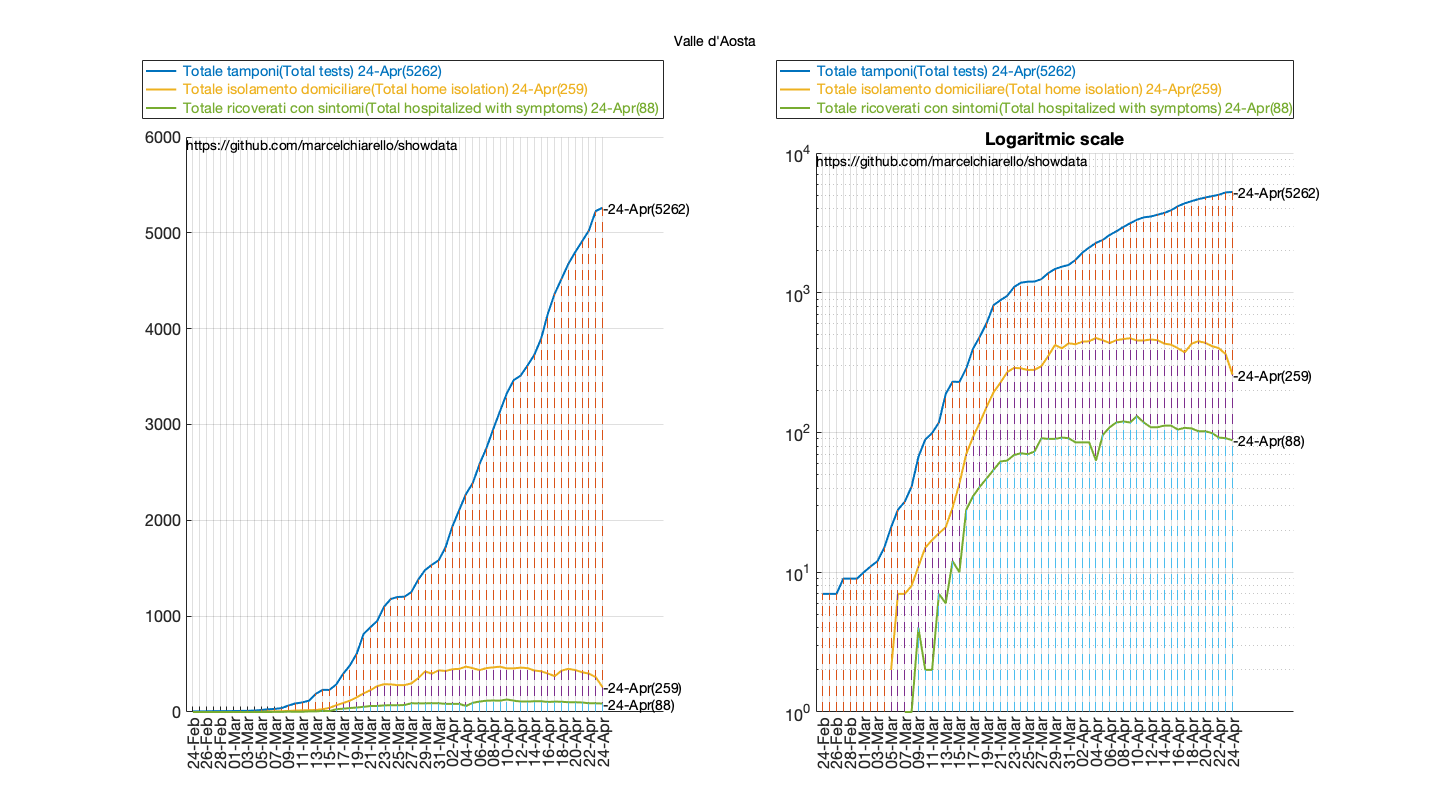 Valle d'Aosta
Totale tamponi(Total tests) 24-Apr(5262)
Totale isolamento domiciliare(Total home isolation) 24-Apr(259)
Totale ricoverati con sintomi(Total hospitalized with symptoms) 24-Apr(88)
6000
https://github.com/marcelchiarello/showdata
5000
4000
3000
2000
1000
0
-24-Apr(5262)
-24-Apr(259)
-24-Apr(88)
24-Feb
26-Feb
28-Feb
01-Mar
03-Mar
05-Mar
07-Mar
09-Mar
11-Mar
13-Mar
15-Mar
17-Mar
19-Mar
21-Mar
23-Mar
25-Mar
27-Mar
29-Mar
31-Mar
02-Apr
04-Apr
06-Apr
08-Apr
10-Apr
12-Apr
14-Apr
16-Apr
18-Apr
20-Apr
22-Apr
24-Apr
Totale tamponi(Total tests) 24-Apr(5262)
Totale isolamento domiciliare(Total home isolation) 24-Apr(259)
Totale ricoverati con sintomi(Total hospitalized with symptoms) 24-Apr(88)
Logaritmic scale
10^4
https://github.com/marcelchiarello/showdata
10^3
10^2
10^1
10^0
-24-Apr(5262)
-24-Apr(259)
-24-Apr(88)
24-Feb
26-Feb
28-Feb
01-Mar
03-Mar
05-Mar
07-Mar
09-Mar
11-Mar
13-Mar
15-Mar
17-Mar
19-Mar
21-Mar
23-Mar
25-Mar
27-Mar
29-Mar
31-Mar
02-Apr
04-Apr
06-Apr
08-Apr
10-Apr
12-Apr
14-Apr
16-Apr
18-Apr
20-Apr
22-Apr
24-Apr